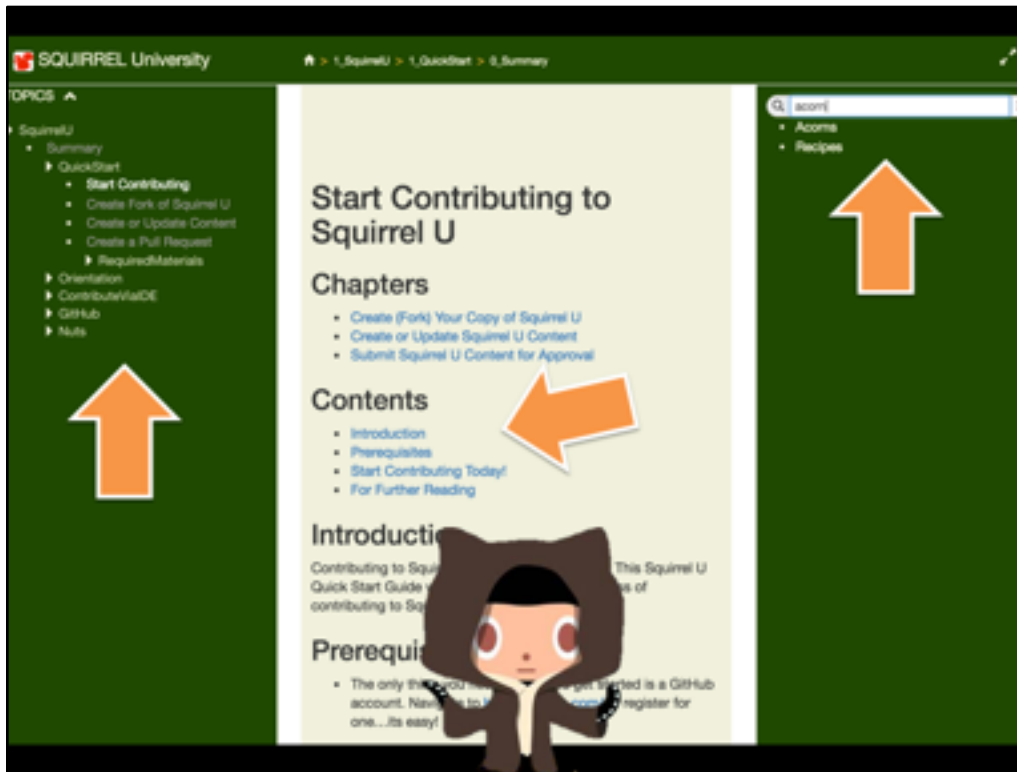 SQUIRREL University
> 1_SquirrelU > 1_QuickStart > 0_Summary
TOPICS
SquirrelU
Summary
QuickStart
Start Contributing
Create Fork of Squirrel U
Create or Update Content
Create a Pull Request
RequiredMaterials
Orientation
ContributeViaIDE
GitHub
Nuts
Start Contributing to
Squirrel U
Chapters
Create (Fork) Your Copy of Squirrel U
Create or Update Squirrel U Content
Submit Squirrel U Content for Approval
Contents
Introduction
Prerequisites
Start Contributing Today!
For Further Reading
Introducti
Contributing to Squi This Squirrel U
Quick Start Guide of
contributing to Sq
Prerequi
The only you get started is a GitHub
account. to register for
one...its easy!
acorn
Acorns
Recipes